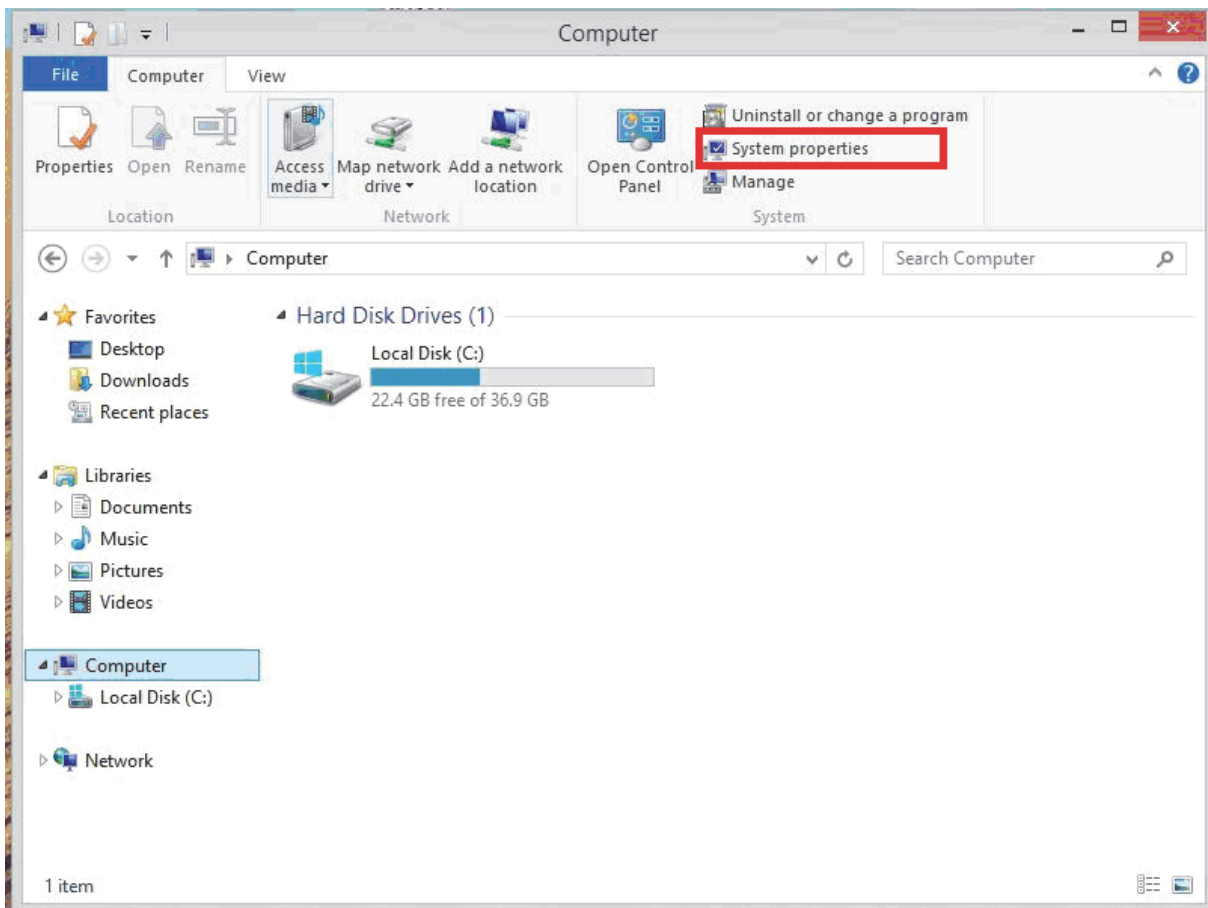 Computer
File Computer View
Uninstall or change a program
System properties
Manage
Properties Open Rename Access media Map network drive Add a network location Open Control Panel
Location Network System
Computer
Search Computer
Favorites
Desktop
Downloads
Recent places
Libraries
Documents
Music
Pictures
Videos
Computer
Local Disk (C:)
Network
Hard Disk Drives (1)
Local Disk (C:)
22.4 GB free of 36.9 GB
1 item